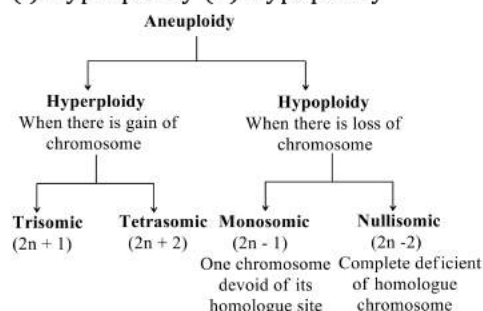 Aneuploidy
Hyperploidy
When there is gain of
chromosome
Hypoploidy
When there is loss of
chromosome
Trisomic
(2n + 1)
Tetrasomic
(2n + 2)
Monosomic
(2n - 1)
One chromosome
devoid of its
homologue site
Nullisomic
(2n -2)
Complete deficient
of homologue
chromosome